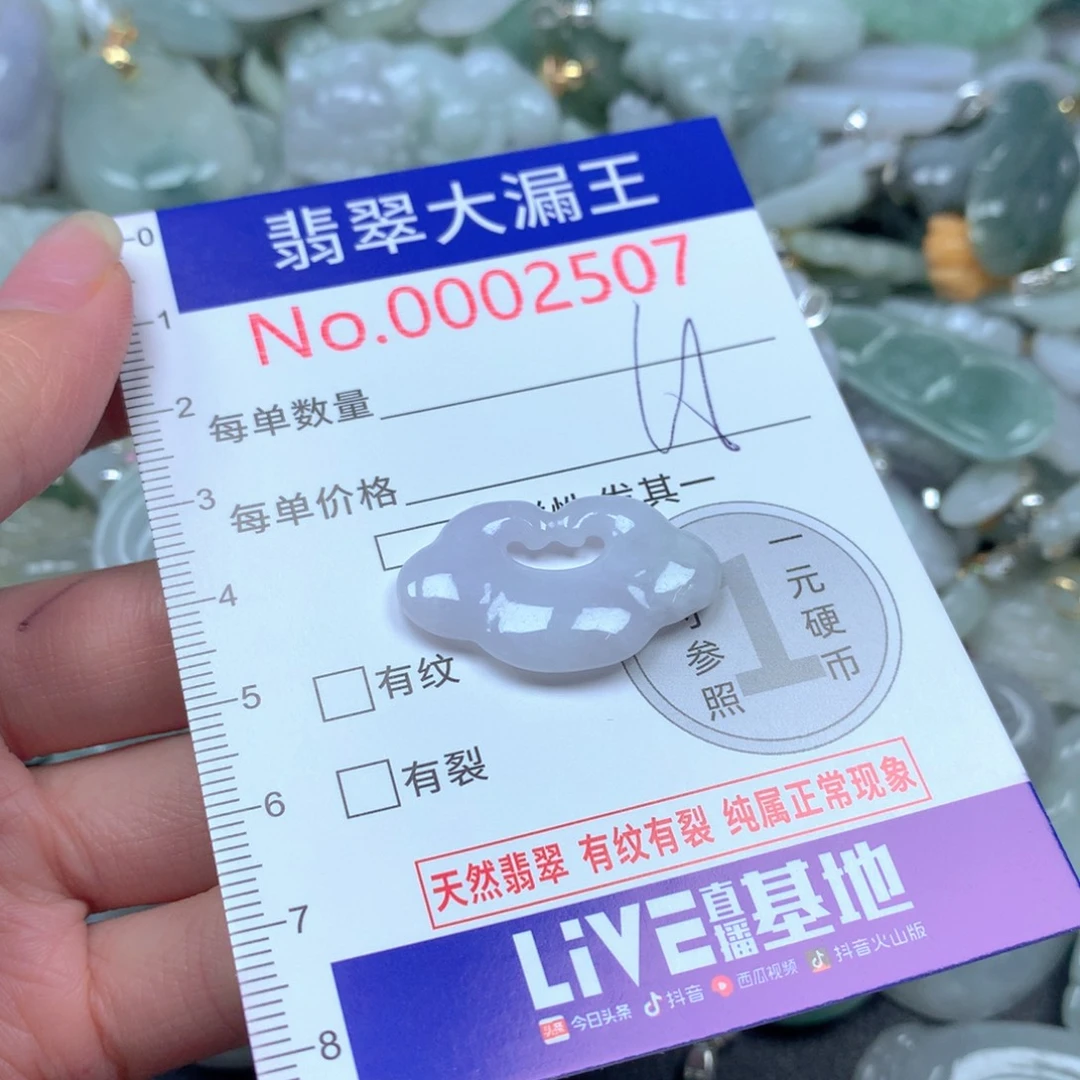 翡翠大漏王
No.0002507
每单数量
每单价格
发其一
一元硬币
1
参照
有纹
有裂
天然翡翠 有纹有裂 纯属正常现象
LiVE直播基地
头条 今日头条 抖音 西瓜视频 抖音火山版
0
1
2
3
4
5
6
7
8